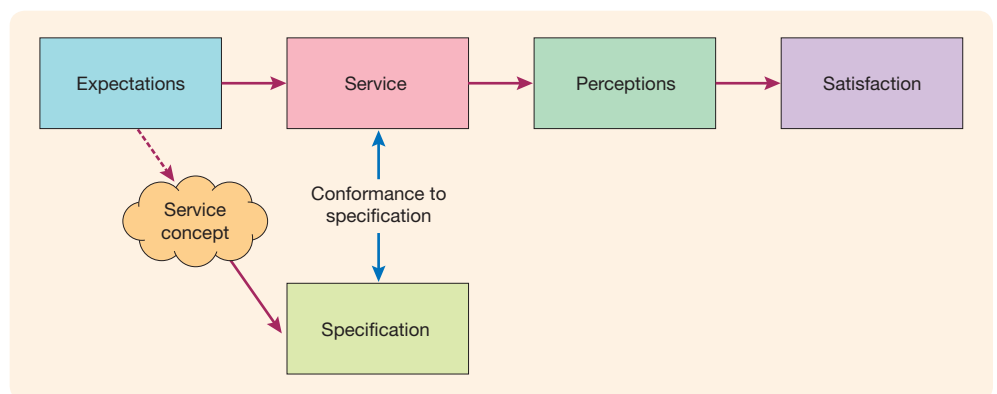 Expectations
Service
Perceptions
Satisfaction
Service
concept
Conformance to
specification
Specification